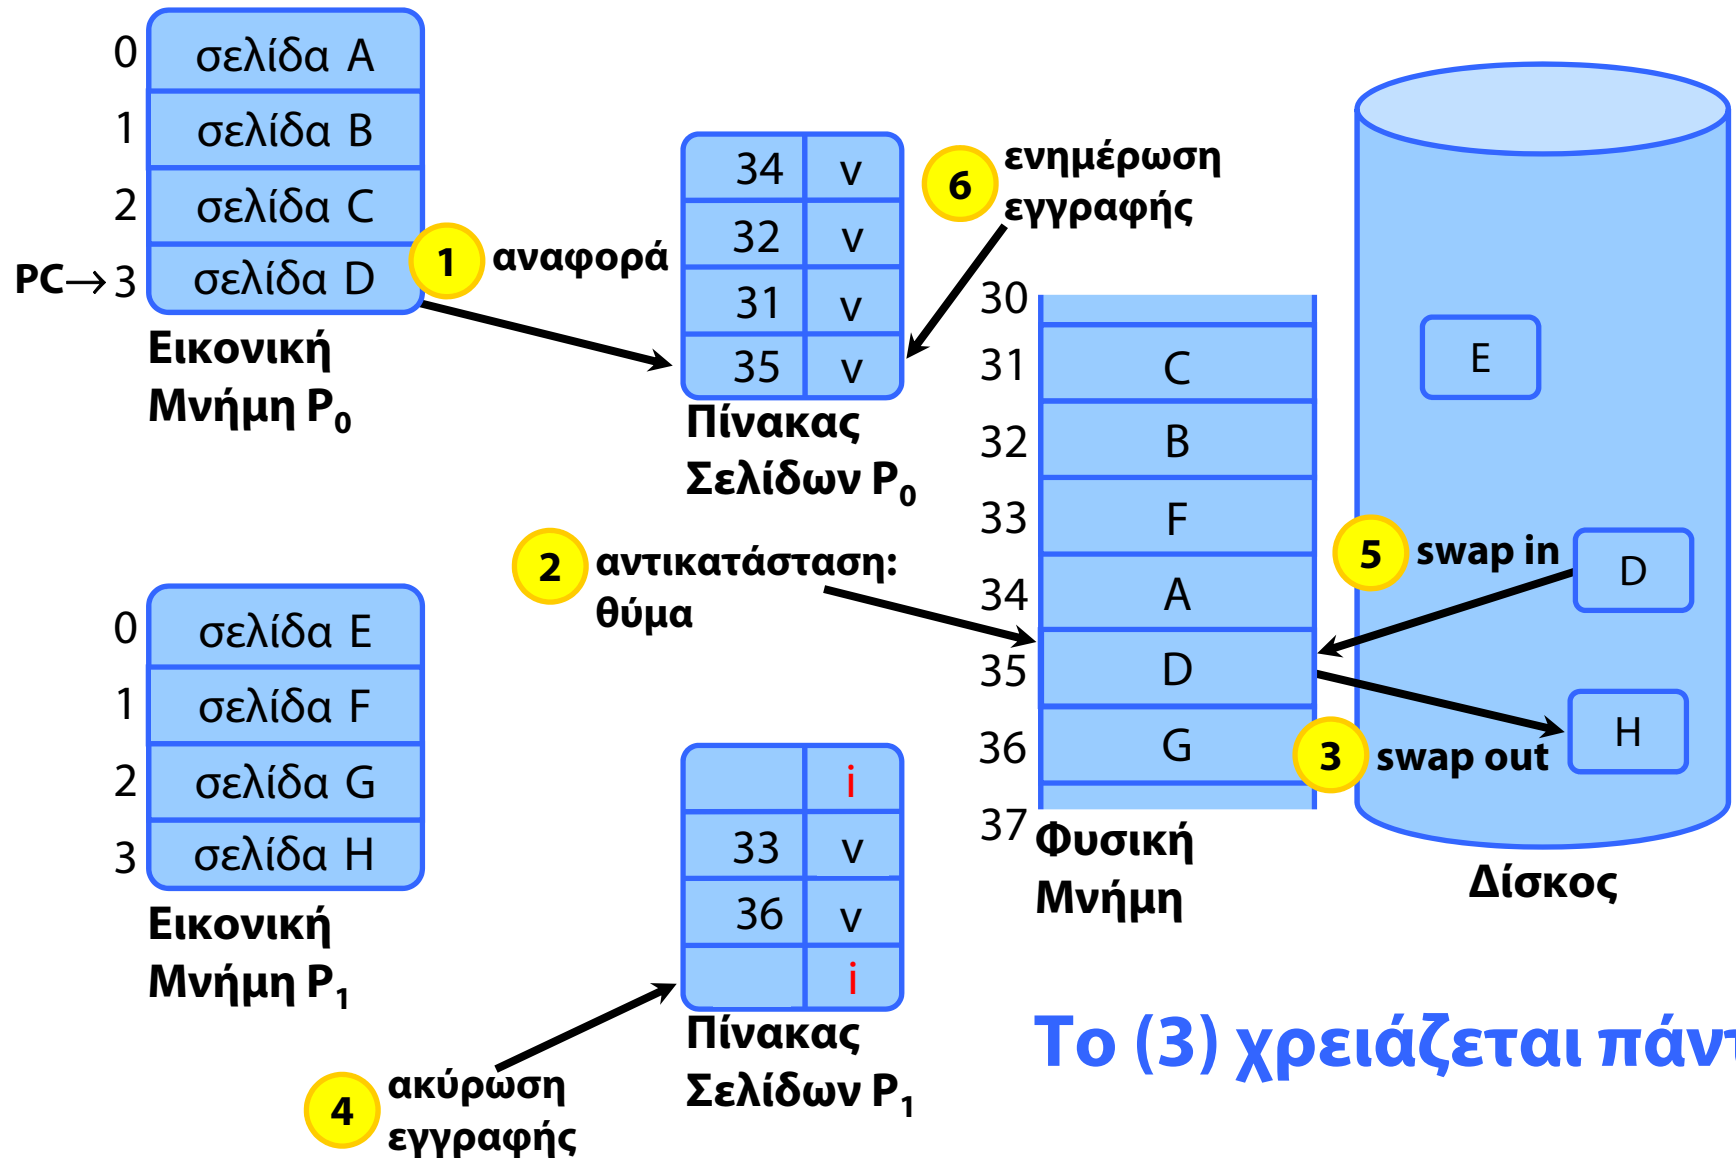 0 σελίδα A
1 σελίδα B
2 σελίδα C
PC→ 3 σελίδα D
Εικονική
Μνήμη P0
1 αναφορά
34 v
32 v
31 v
35 v
Πίνακας
Σελίδων P0
6 ενημέρωση
εγγραφής
2 αντικατάσταση:
θύμα
30
31 C
32 B
33 F
34 A
35 D
36 G
37
Φυσική
Μνήμη
E
5 swap in
D
3 swap out
H
Δίσκος
0 σελίδα E
1 σελίδα F
2 σελίδα G
3 σελίδα H
Εικονική
Μνήμη P1
i
33 v
36 v
i
Πίνακας
Σελίδων P1
4 ακύρωση
εγγραφής
Το (3) χρειάζεται